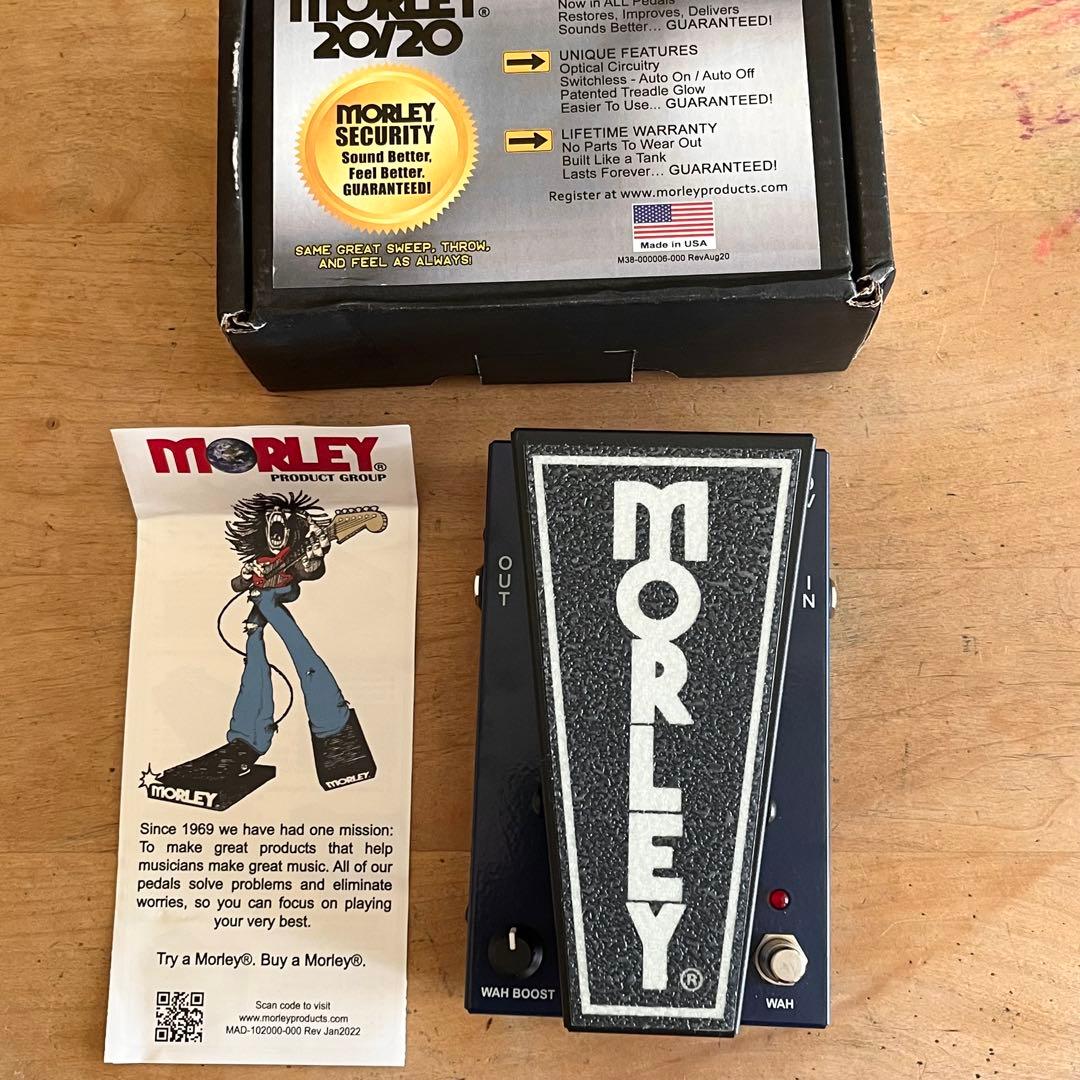 MORLEY®
20/20
MORLEY
SECURITY
Sound Better,
Feel Better.
GUARANTEED!
SAME GREAT SWEEP, THROW,
AND FEEL AS ALWAYS!
Now in ALL Pedals
Restores, Improves, Delivers
Sounds Better... GUARANTEED!
UNIQUE FEATURES
Optical Circuitry
Switchless - Auto On / Auto Off
Patented Treadle Glow
Easier To Use... GUARANTEED!
LIFETIME WARRANTY
No Parts To Wear Out
Built Like a Tank
Lasts Forever... GUARANTEED!
Register at www.morleyproducts.com
Made in USA
M38-000006-000 RevAug20
MORLEY®
PRODUCT GROUP
MORLEY
MORLEY
Since 1969 we have had one mission:
To make great products that help
musicians make great music. All of our
pedals solve problems and eliminate
worries, so you can focus on playing
your very best.
Try a Morley®. Buy a Morley®.
Scan code to visit
www.morleyproducts.com
MAD-102000-000 Rev Jan2022
OUT
MORLEY®
IN
WAH BOOST
WAH